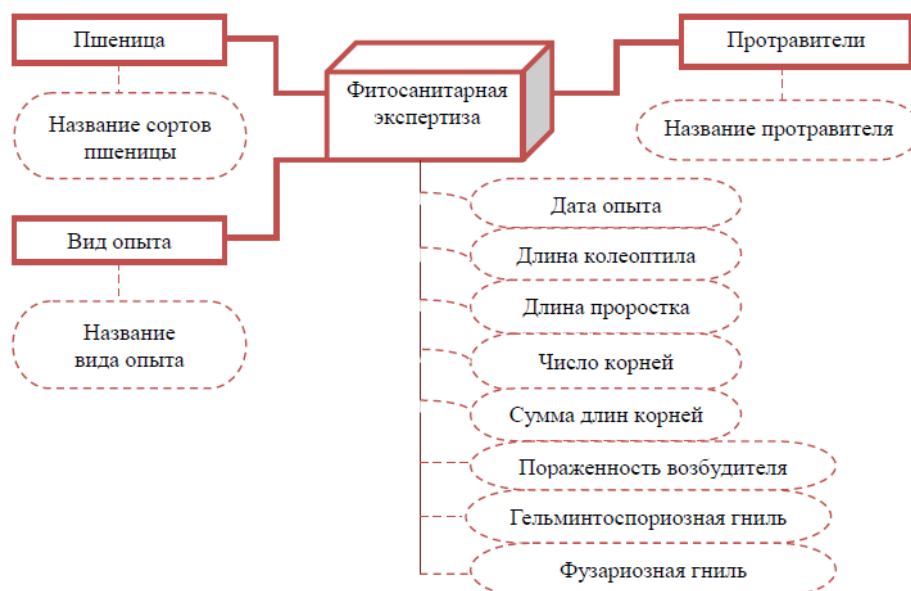 Пшеница
Протравители
Фитосанитарная
экспертиза
Название сортов
пшеницы
Название протравителя
Вид опыта
Название
вида опыта
Дата опыта
Длина колеоптила
Длина проростка
Число корней
Сумма длин корней
Пораженность возбудителя
Гельминтоспориозная гниль
Фузариозная гниль